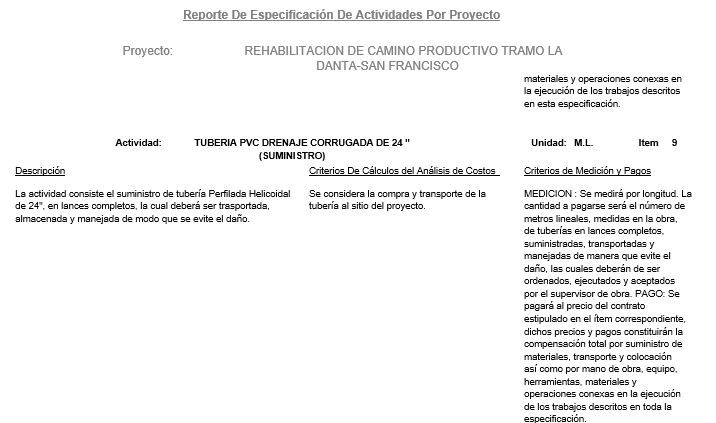 Reporte De Especificación De Actividades Por Proyecto
Proyecto: REHABILITACION DE CAMINO PRODUCTIVO TRAMO LA
DANTA-SAN FRANCISCO
materiales y operaciones conexas en
la ejecución de los trabajos descritos
en esta especificación.
Actividad: TUBERIA PVC DRENAJE CORRUGADA DE 24 " Unidad: M.L. Item 9
(SUMINISTRO)
Descripción
La actividad consiste el suministro de tubería Perfilada Helicoidal
de 24", en lances completos, la cual deberá ser trasportada,
almacenada y manejada de modo que se evite el daño.
Criterios De Cálculos del Análisis de Costos
Se considera la compra y transporte de la
tubería al sitio del proyecto.
Criterios de Medición y Pagos
MEDICION : Se medirá por longitud. La
cantidad a pagarse será el número de
metros lineales, medidas en la obra,
de tuberías en lances completos,
suministradas, transportadas y
manejadas de manera que evite el
daño, las cuales deberán de ser
ordenados, ejecutados y aceptados
por el supervisor de obra. PAGO: Se
pagará al precio del contrato
estipulado en el ítem correspondiente,
dichos precios y pagos constituirán la
compensación total por suministro de
materiales, transporte y colocación
así como por mano de obra, equipo,
herramientas, materiales y
operaciones conexas en la ejecución
de los trabajos descritos en toda la
especificación.